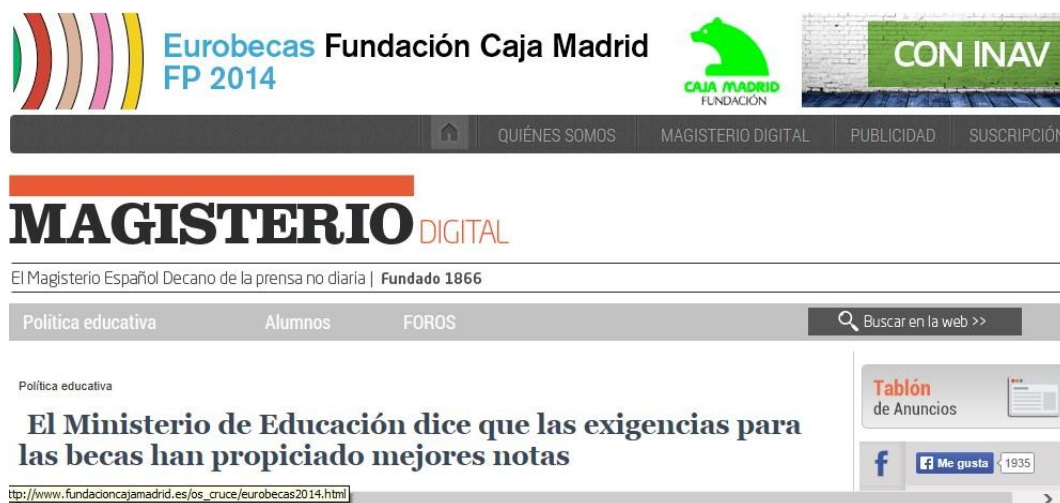 Eurobecas Fundación Caja Madrid
FP 2014
CAJA MADRID
FUNDACIÓN
CON INAV
QUIÉNES SOMOS MAGISTERIO DIGITAL PUBLICIDAD SUSCRIPCIÓN
MAGISTERIO DIGITAL
El Magisterio Español Decano de la prensa no diaria | Fundado 1866
Política educativa Alumnos FOROS Buscar en la web >>
Política educativa
Tablón
de Anuncios
El Ministerio de Educación dice que las exigencias para
las becas han propiciado mejores notas
f Me gusta 1935
ttp://www.fundacioncajamadrid.es/os_cruce/eurobecas2014.html